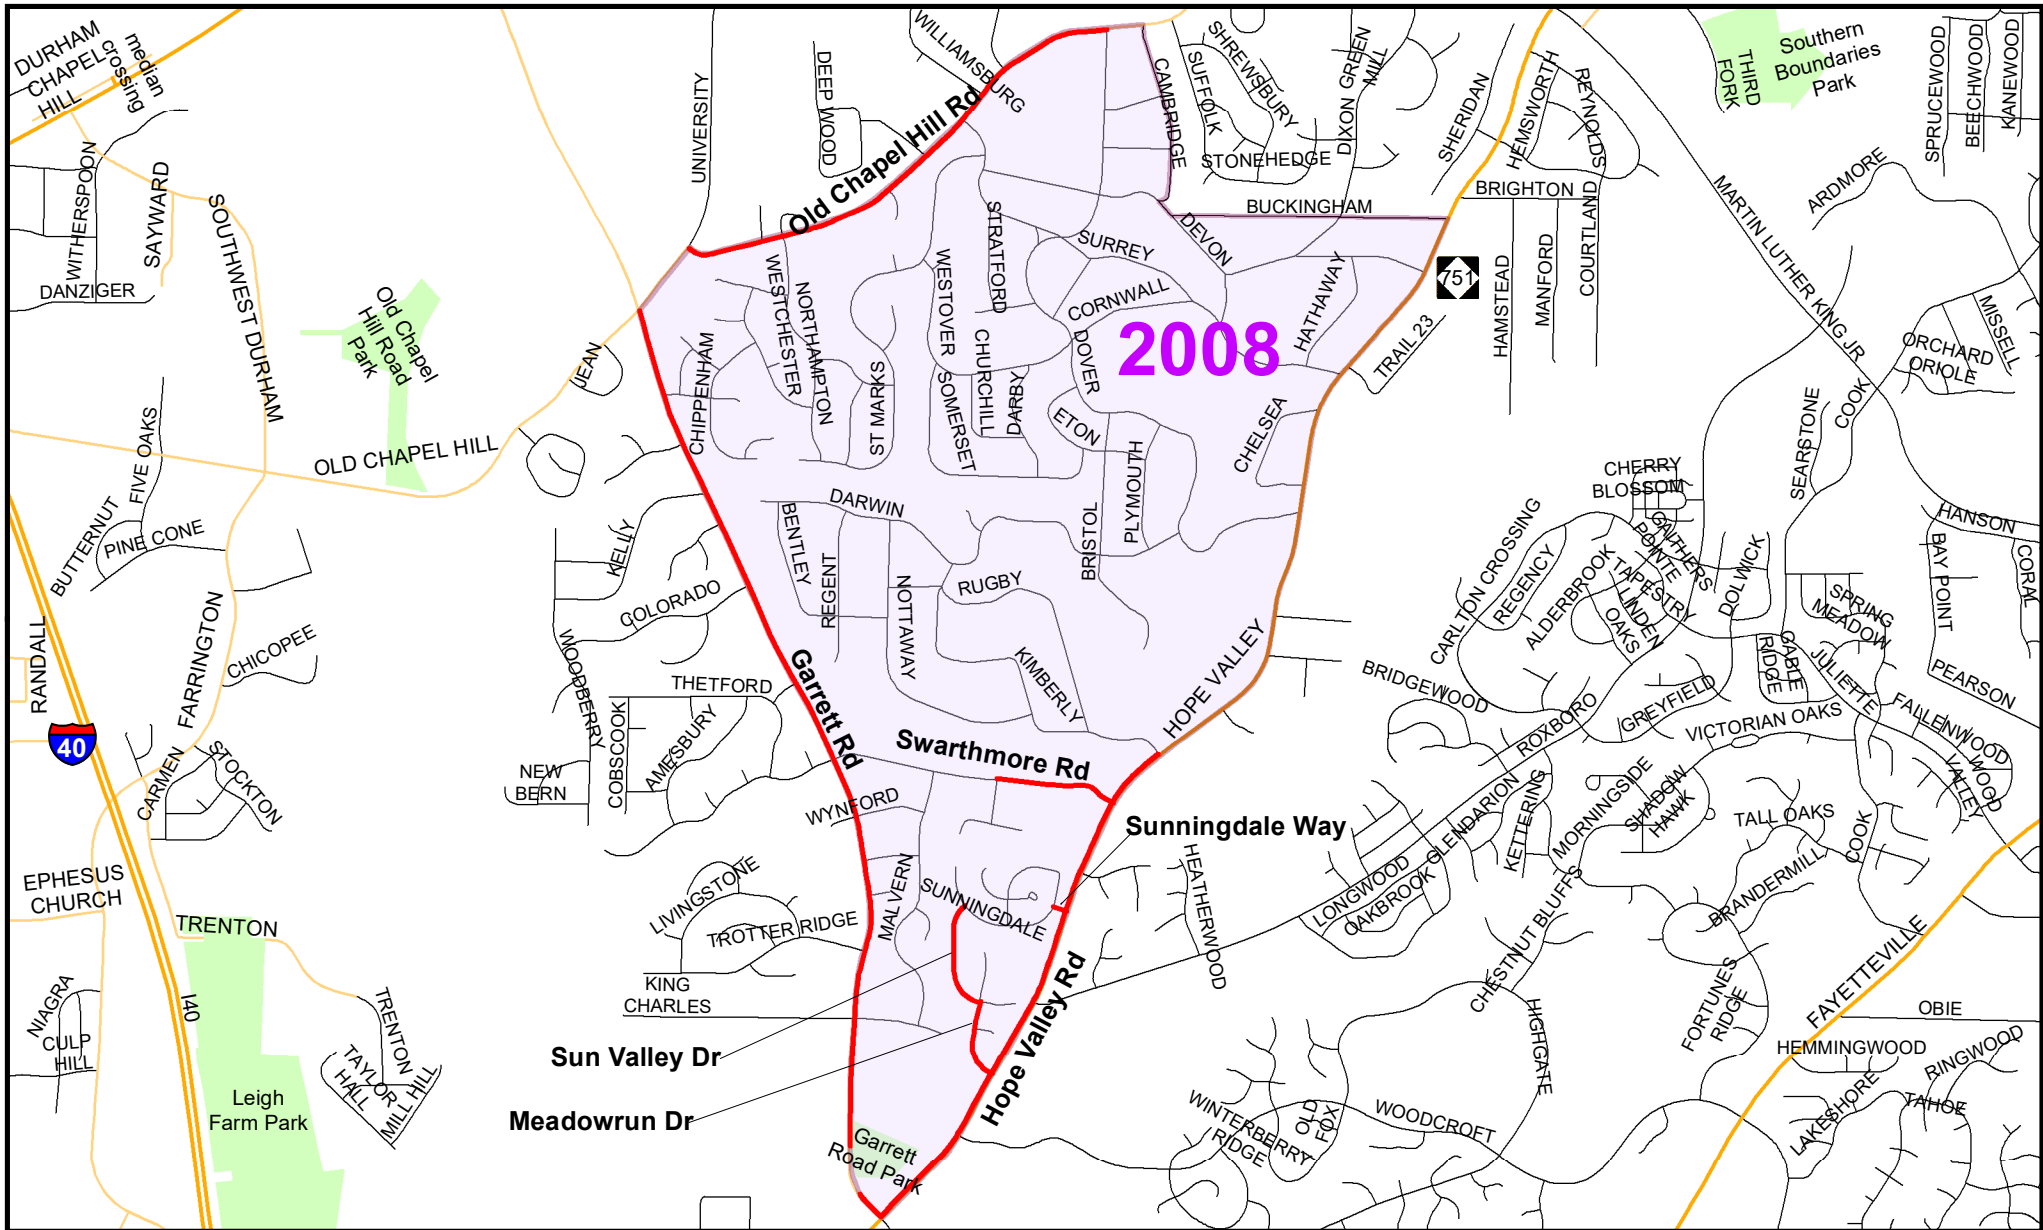 DURHAM
CHAPEL
HILL
median
crossing
WITHERSPOON
SAYWARD
DANZIGER
SOUTHWEST DURHAM
Old Chapel
Hill Road
Park
UNIVERSITY
DEEP WOOD
WILLIAMSBURG
Old Chapel Hill Rd
CAMBRIDGE
SUFFOLK
SHREWSBURY
STONEHEDGE
DIXON GREEN
MILL
SHERIDAN
HEMSWORTH
REYNOLDS
BRIGHTON
COURTLAND
MANFORD
HAMSTEAD
BUCKINGHAM
THIRD
FORK
Southern
Boundaries
Park
SPRUCEWOOD
BEECHWOOD
KANEWOOD
MARTIN LUTHER KING JR
ARDMORE
MISSELL
ORCHARD
ORIOLE
751
TRAIL 23
DEVON
SURREY
STRATFORD
WESTOVER
CORNWALL
HATHAWAY
2008
WESTCHESTER
NORTHAMPTON
CHIPPENHAM
ST MARKS
SOMERSET
CHURCHILL
DARBY
DOVER
ETON
PLYMOUTH
CHELSEA
JEAN
OLD CHAPEL HILL
FIVE OAKS
BUTTERNUT
PINE CONE
DARWIN
BENTLEY
REGENT
NOTTAWAY
RUGBY
BRISTOL
KIMBERLY
HOPE VALLEY
KELLY
COLORADO
WOODBERRY
THETFORD
COBSCOOK
AMESBURY
NEW
BERN
Garrett Rd
Swarthmore Rd
WYNFORD
Sunningdale Way
MALVERN
SUNNINGDALE
LIVINGSTONE
TROTTER RIDGE
KING
CHARLES
Sun Valley Dr
Meadowrun Dr
Hope Valley Rd
Garrett
Road Park
RANDALL
40
FARRINGTON
CHICOPEE
CARMEN
STOCKTON
EPHESUS
CHURCH
TRENTON
I40
NIAGRA
CULP
HILL
Leigh
Farm Park
TRENTON
TAYLOR
HALL
MILL HILL
COOK
SEARSTONE
CHERRY
BLOSSOM
GAITHERS
POINTE
HANSON
BAY POINT
CORAL
CARLTON CROSSING
REGENCY
ALDERBROOK
TAPESTRY
LINDEN
OAKS
DOLWICK
SPRING
MEADOW
BRIDGEWOOD
ROXBORO
GREYFIELD
GABLE
RIDGE
JULIETTE
VICTORIAN OAKS
FALLENWOOD
PEARSON
WOOD
VALLEY
GLENDARION
KETTERING
MORNINGSIDE
SHADOW
HAWK
TALL OAKS
COOK
BRANDERMILL
LONGWOOD
OAKBROOK
HEATHERWOOD
CHESTNUT BLUFFS
FORTUNES
RIDGE
FAYETTEVILLE
OBIE
HEMMINGWOOD
RINGWOOD
LAKESHORE
TAHOE
HIGHGATE
WOODCROFT
OLD
FOX
WINTERBERRY
RIDGE